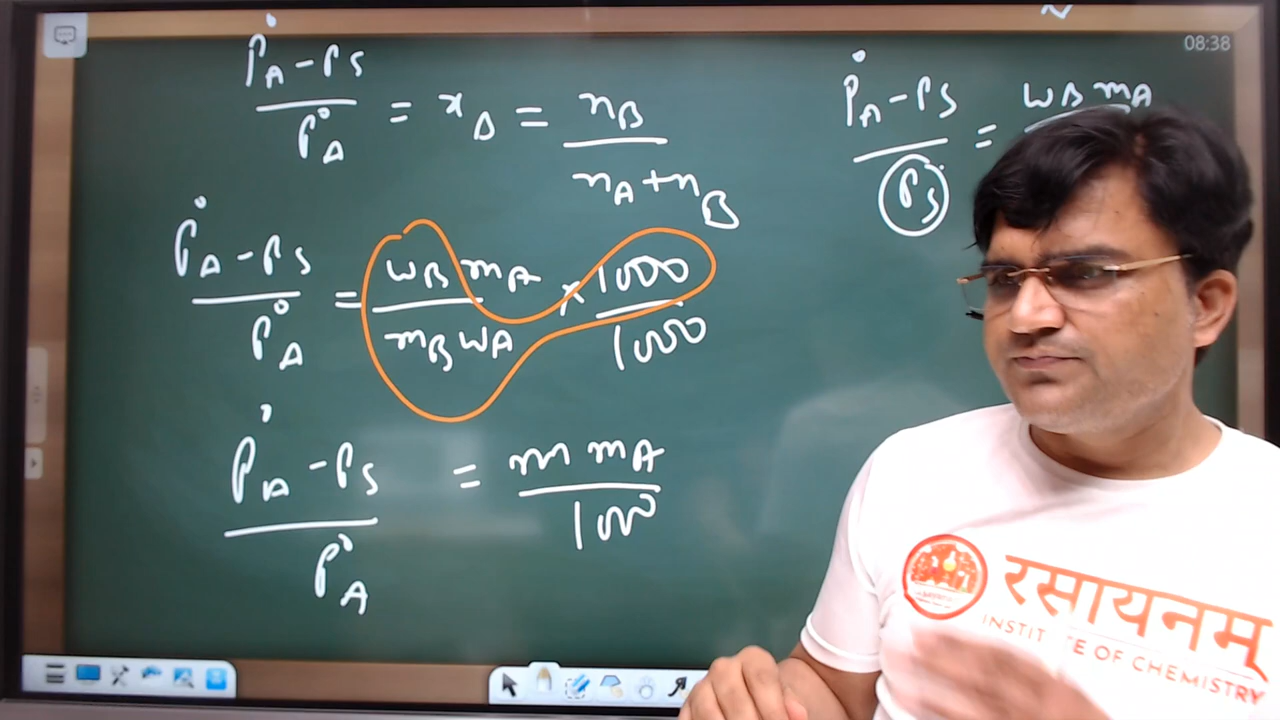 08:38
P°A - PS / P°A = xB = nB / nA + nB
P°A - PS / PS = WB mA
P°A - PS / P°A = WB mA / mB WA × 1000 / 1000
P°A - PS / P°A = m mA / 1000
रसायनम्
INSTITUTE OF CHEMISTRY